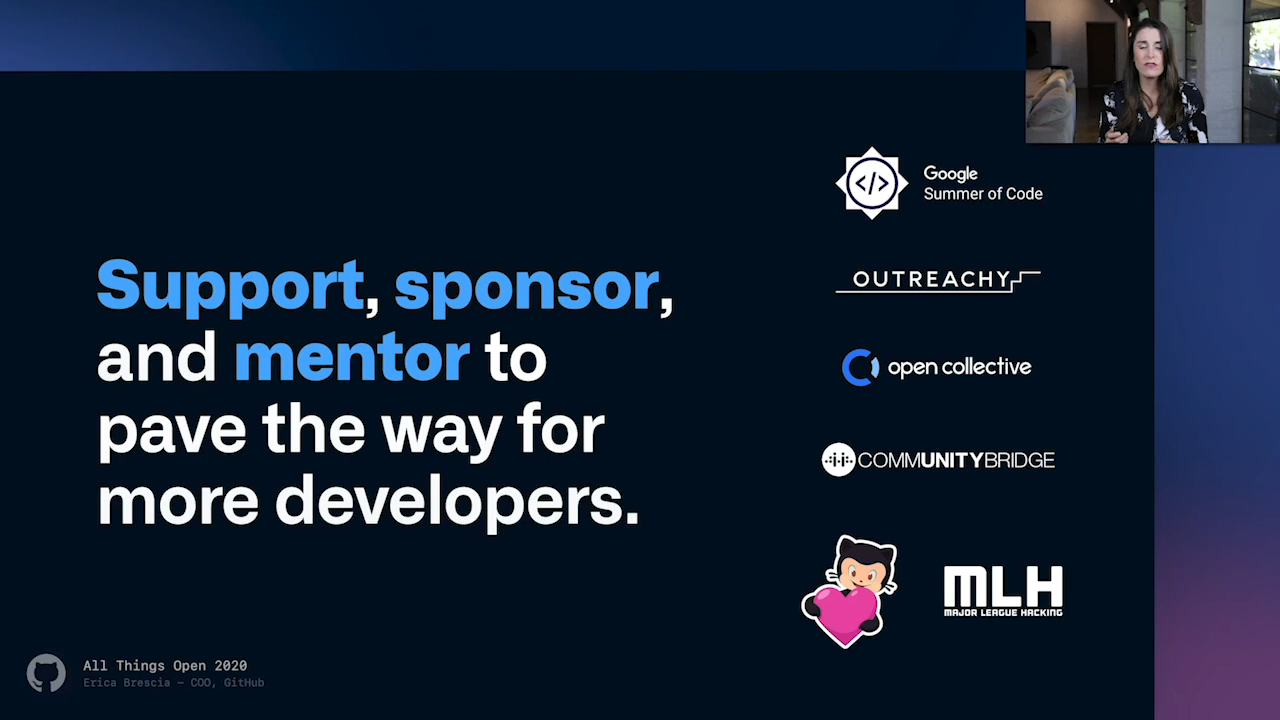 Support, sponsor,
and mentor to
pave the way for
more developers.
</>
Google
Summer of Code
OUTREACHY
open collective
COMMUNITYBRIDGE
MLH
MAJOR LEAGUE HACKING
All Things Open 2020
Erica Brescia – COO, GitHub